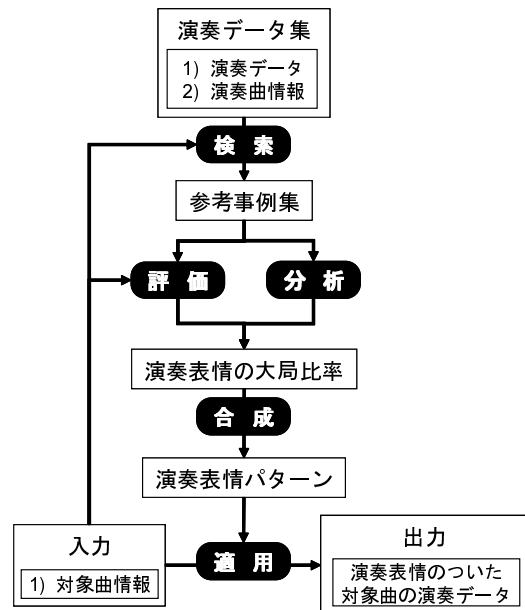 演奏データ集
1) 演奏データ
2) 演奏曲情報
検 索
参考事例集
評 価
分 析
演奏表情の大局比率
合 成
演奏表情パターン
入力
1) 対象曲情報
適 用
出力
演奏表情のついた
対象曲の演奏データ